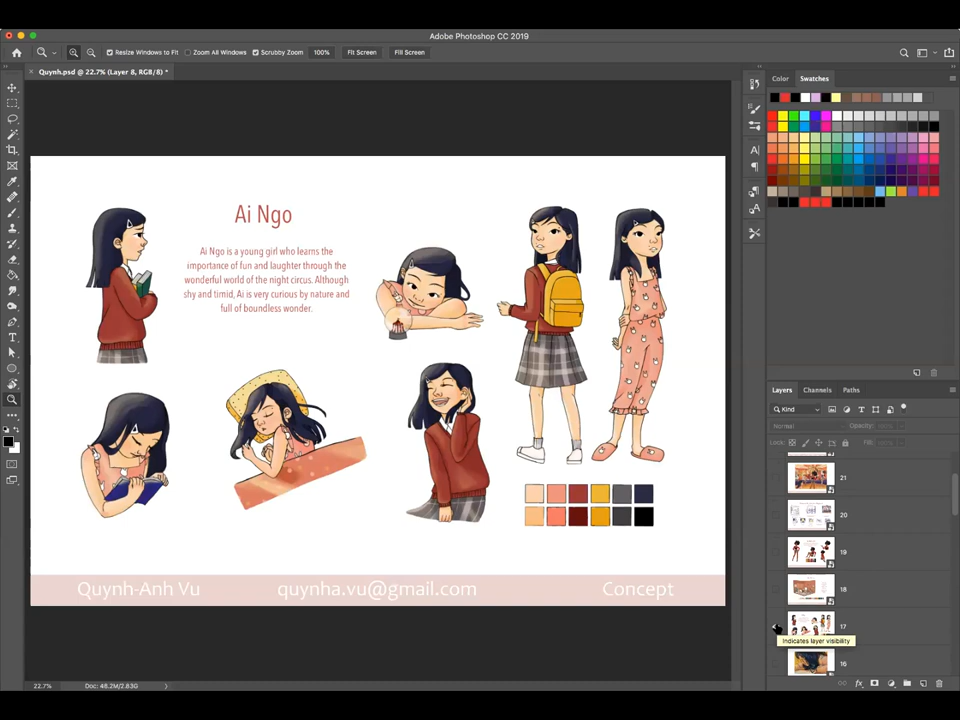 Adobe Photoshop CC 2019
Resize Windows to Fit
Zoom All Windows
Scrubby Zoom
100%
Fit Screen
Fill Screen
Quynh.psd @ 22.7% (Layer 8, RGB/8) *
Color
Swatches
Ai Ngo
Ai Ngo is a young girl who learns the
importance of fun and laughter through the
wonderful world of the night circus. Although
shy and timid, Ai is very curious by nature and
full of boundless wonder.
Quynh-Anh Vu
quynha.vu@gmail.com
Concept
Layers
Channels
Paths
Kind
Normal
Opacity:
Lock:
Fill:
21
20
19
18
17
Indicates layer visibility
16
22.7%
Doc: 48.2M/2.83G